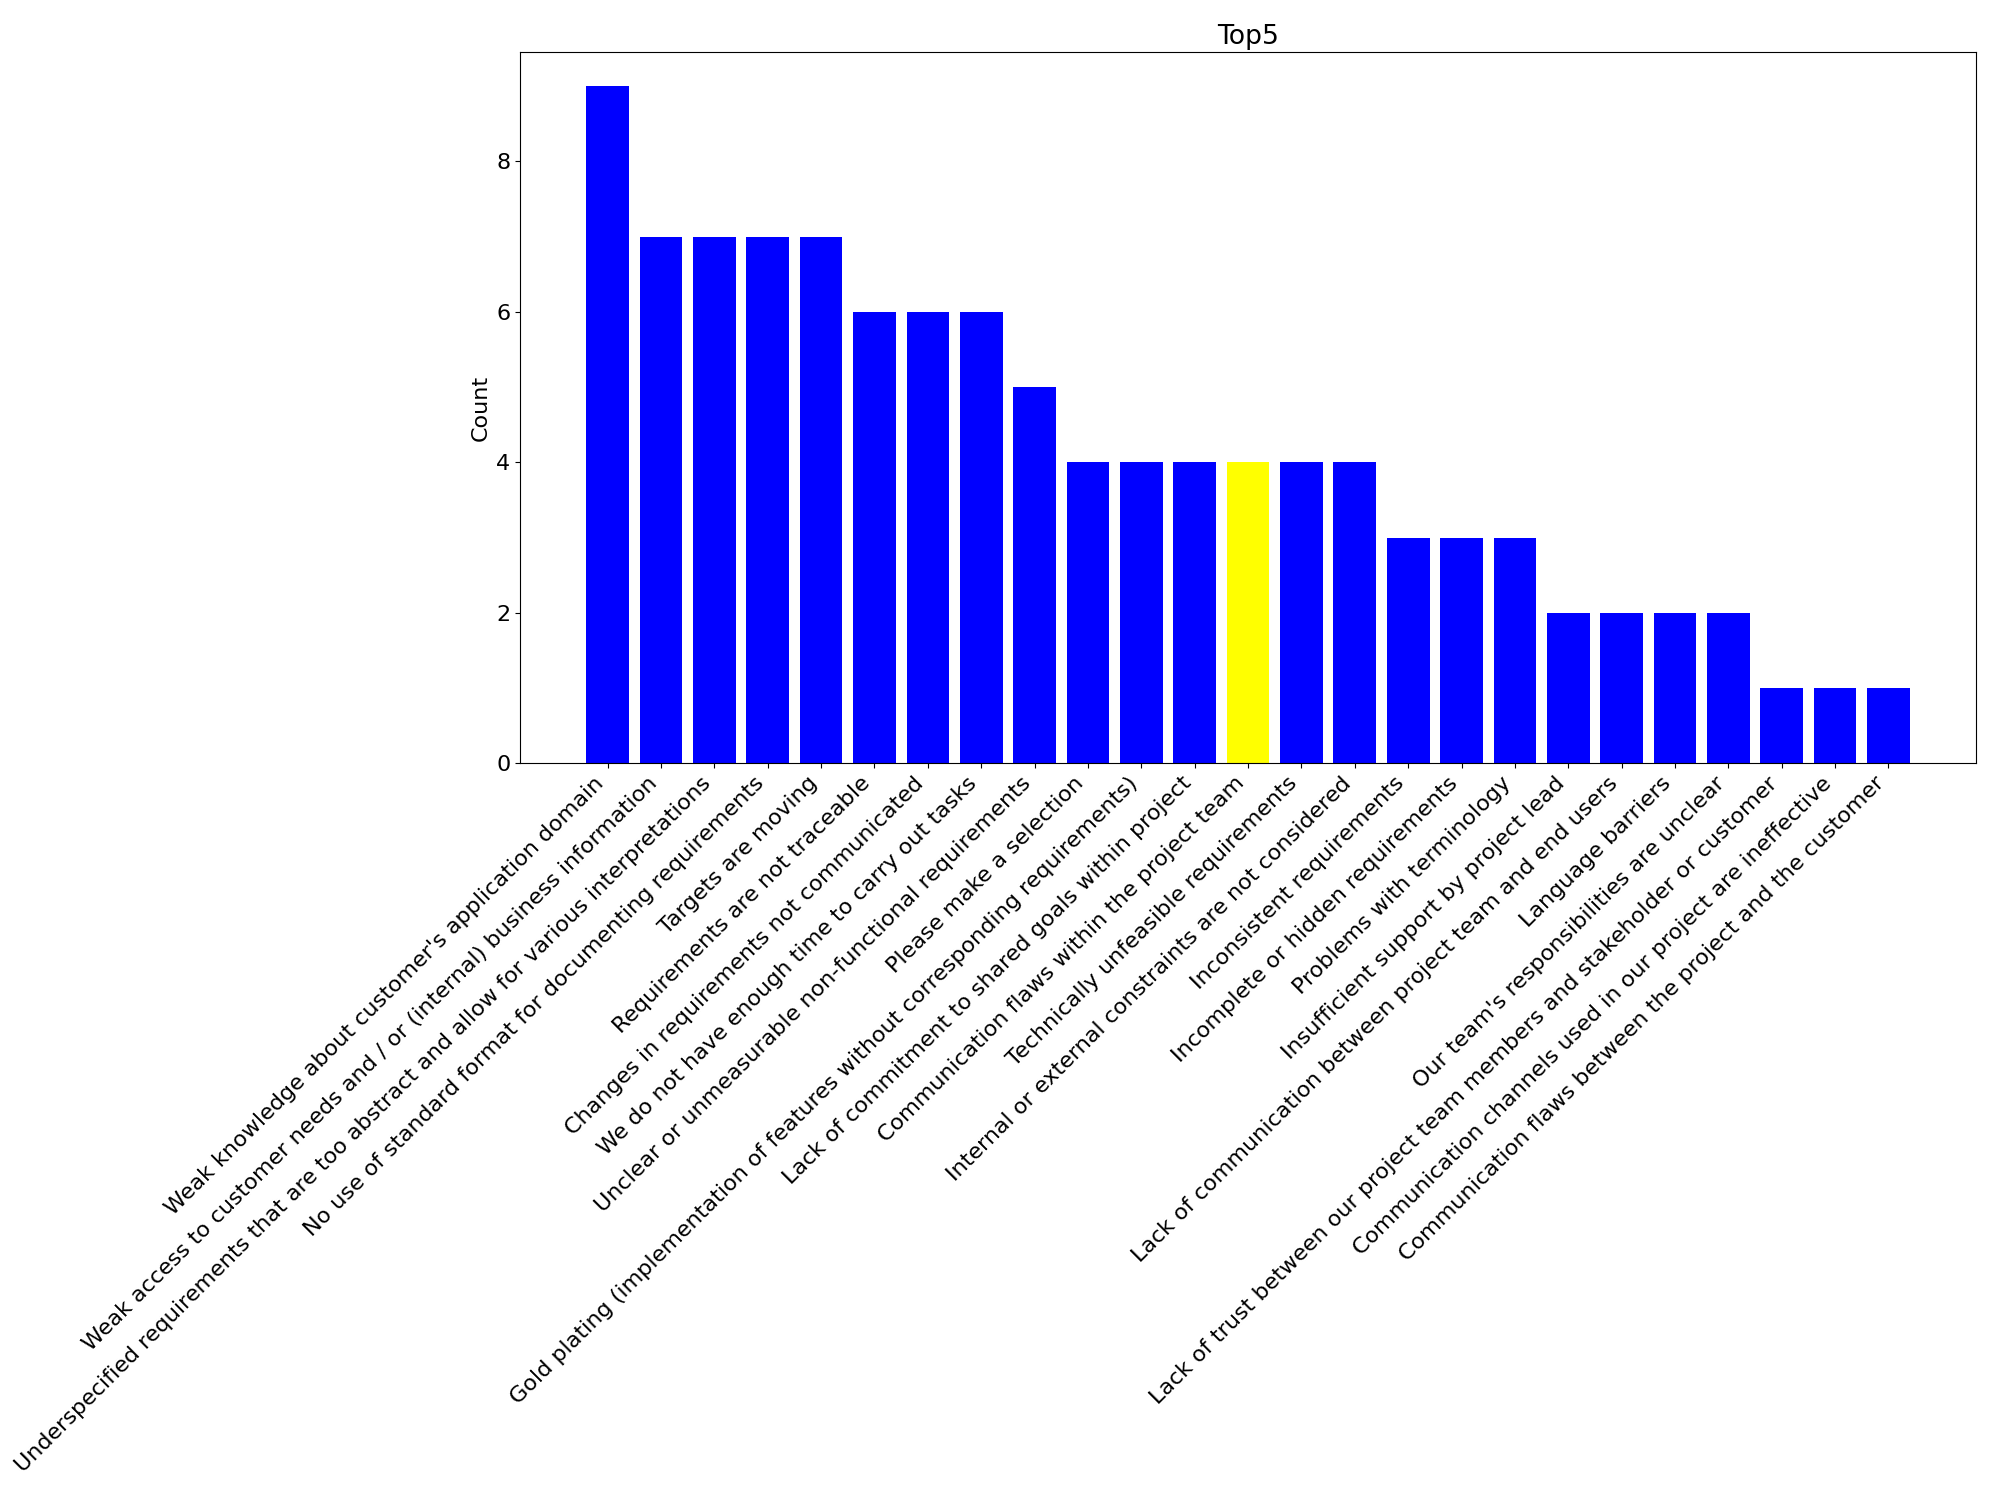 Top5
Count
8
6
4
2
0
Weak knowledge about customer's application domain
Weak access to customer needs and / or (internal) business information
Underspecified requirements that are too abstract and allow for various interpretations
No use of standard format for documenting requirements
Targets are moving
Requirements are not traceable
Changes in requirements not communicated
We do not have enough time to carry out tasks
Unclear or unmeasurable non-functional requirements
Please make a selection
Gold plating (implementation of features without corresponding requirements)
Lack of commitment to shared goals within project
Communication flaws within the project team
Technically unfeasible requirements
Internal or external constraints are not considered
Inconsistent requirements
Incomplete or hidden requirements
Problems with terminology
Insufficient support by project lead
Lack of communication between project team and end users
Language barriers
Our team's responsibilities are unclear
Lack of trust between our project team members and stakeholder or customer
Communication channels used in our project are ineffective
Communication flaws between the project and the customer